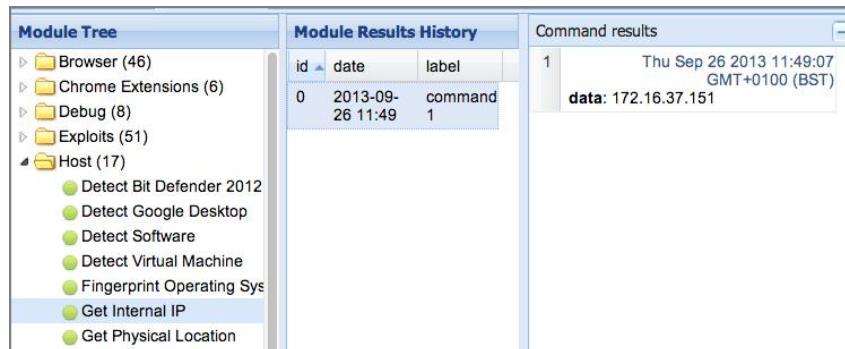 Module Tree
Browser (46)
Chrome Extensions (6)
Debug (8)
Exploits (51)
Host (17)
Detect Bit Defender 2012
Detect Google Desktop
Detect Software
Detect Virtual Machine
Fingerprint Operating Sys
Get Internal IP
Get Physical Location
Module Results History
id date label
0 2013-09-26 11:49 command 1
Command results
1 Thu Sep 26 2013 11:49:07
GMT+0100 (BST)
data: 172.16.37.151